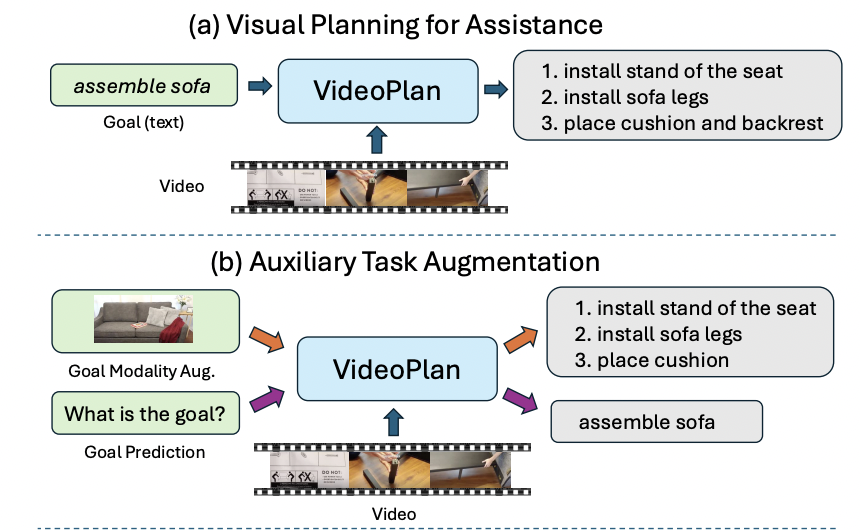 (a) Visual Planning for Assistance
assemble sofa
Goal (text)
VideoPlan
1. install stand of the seat
2. install sofa legs
3. place cushion and backrest
Video
DO NOT:
(b) Auxiliary Task Augmentation
Goal Modality Aug.
What is the goal?
Goal Prediction
VideoPlan
1. install stand of the seat
2. install sofa legs
3. place cushion
assemble sofa
DO NOT:
Video